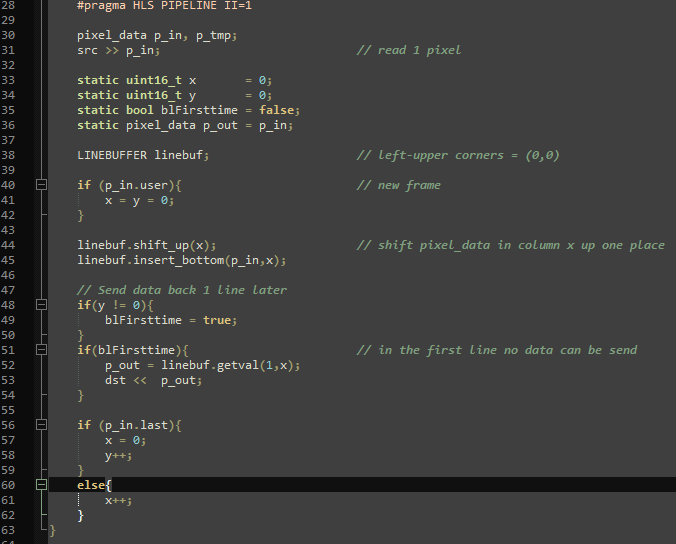 28 #pragma HLS PIPELINE II=1
29
30 pixel_data p_in, p_tmp;
31 src >> p_in; // read 1 pixel
32
33 static uint16_t x = 0;
34 static uint16_t y = 0;
35 static bool blFirsttime = false;
36 static pixel_data p_out = p_in;
37
38 LINEBUFFER linebuf; // left-upper corners = (0,0)
39
40 if (p_in.user){ // new frame
41 x = y = 0;
42 }
43
44 linebuf.shift_up(x); // shift pixel_data in column x up one place
45 linebuf.insert_bottom(p_in,x);
46
47 // Send data back 1 line later
48 if(y != 0){
49 blFirsttime = true;
50 }
51 if(blFirsttime){ // in the first line no data can be send
52 p_out = linebuf.getval(1,x);
53 dst << p_out;
54 }
55
56 if (p_in.last){
57 x = 0;
58 y++;
59 }
60 else{
61 x++;
62 }
63 }